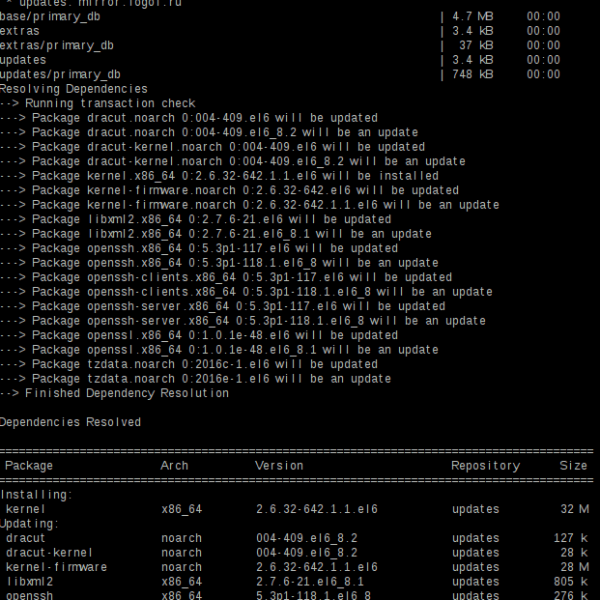 * updates: mirror.logol.ru
base/primary_db | 4.7 MB 00:00
extras | 3.4 kB 00:00
extras/primary_db | 37 kB 00:00
updates | 3.4 kB 00:00
updates/primary_db | 748 kB 00:00
Resolving Dependencies
--> Running transaction check
---> Package dracut.noarch 0:004-409.el6 will be updated
---> Package dracut.noarch 0:004-409.el6_8.2 will be an update
---> Package dracut-kernel.noarch 0:004-409.el6 will be updated
---> Package dracut-kernel.noarch 0:004-409.el6_8.2 will be an update
---> Package kernel.x86_64 0:2.6.32-642.1.1.el6 will be installed
---> Package kernel-firmware.noarch 0:2.6.32-642.el6 will be updated
---> Package kernel-firmware.noarch 0:2.6.32-642.1.1.el6 will be an update
---> Package libxml2.x86_64 0:2.7.6-21.el6 will be updated
---> Package libxml2.x86_64 0:2.7.6-21.el6_8.1 will be an update
---> Package openssh.x86_64 0:5.3p1-117.el6 will be updated
---> Package openssh.x86_64 0:5.3p1-118.1.el6_8 will be an update
---> Package openssh-clients.x86_64 0:5.3p1-117.el6 will be updated
---> Package openssh-clients.x86_64 0:5.3p1-118.1.el6_8 will be an update
---> Package openssh-server.x86_64 0:5.3p1-117.el6 will be updated
---> Package openssh-server.x86_64 0:5.3p1-118.1.el6_8 will be an update
---> Package openssl.x86_64 0:1.0.1e-48.el6 will be updated
---> Package openssl.x86_64 0:1.0.1e-48.el6_8.1 will be an update
---> Package tzdata.noarch 0:2016c-1.el6 will be updated
---> Package tzdata.noarch 0:2016e-1.el6 will be an update
--> Finished Dependency Resolution
Dependencies Resolved
Package Arch Version Repository Size
Installing:
kernel x86_64 2.6.32-642.1.1.el6 updates 32 M
Updating:
dracut noarch 004-409.el6_8.2 updates 127 k
dracut-kernel noarch 004-409.el6_8.2 updates 28 k
kernel-firmware noarch 2.6.32-642.1.1.el6 updates 28 M
libxml2 x86_64 2.7.6-21.el6_8.1 updates 805 k
openssh x86_64 5.3p1-118.1.el6_8 updates 276 k